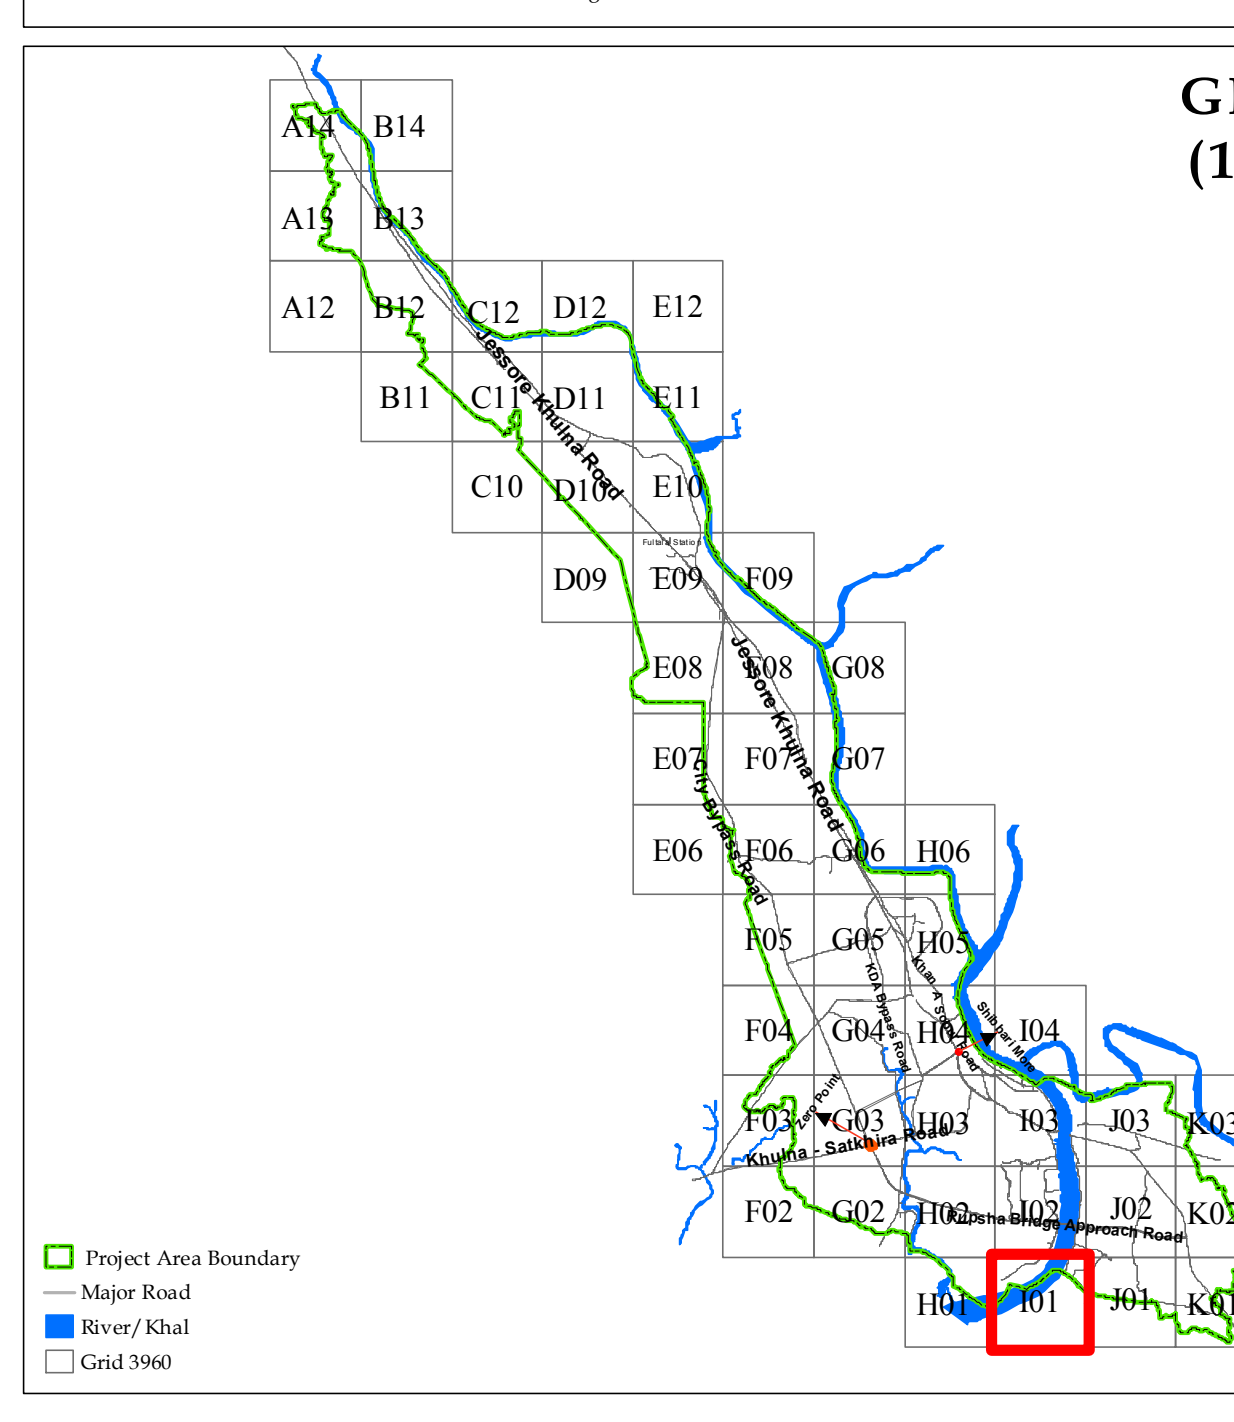 GI
(1
A14
B14
A13
B13
A12
B12
C12
D12
E12
B11
C11
D11
E11
Jessore Khulna Road
C10
D10
E10
D09
E09
F09
E08
F08
G08
Jessore Khulna Road
E07
F07
G07
City Bypass Road
E06
F06
G06
H06
F05
G05
H05
KDA Bypass Road
F04
G04
H04
I04
Shibbari More
Zero Point
F03
G03
H03
I03
J03
K03
Khulna - Satkhira Road
F02
G02
H02
I02
J02
K02
Rupsha Bridge Approach Road
H01
I01
J01
K01
Project Area Boundary
Major Road
River/Khal
Grid 3960